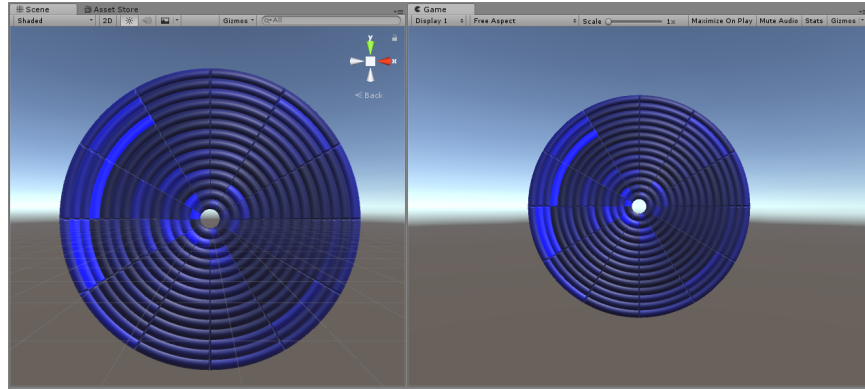 Scene
Asset Store
Shaded
2D
Gizmos
All
y
x
Back
Game
Display 1
Free Aspect
Scale
1x
Maximize On Play
Mute Audio
Stats
Gizmos